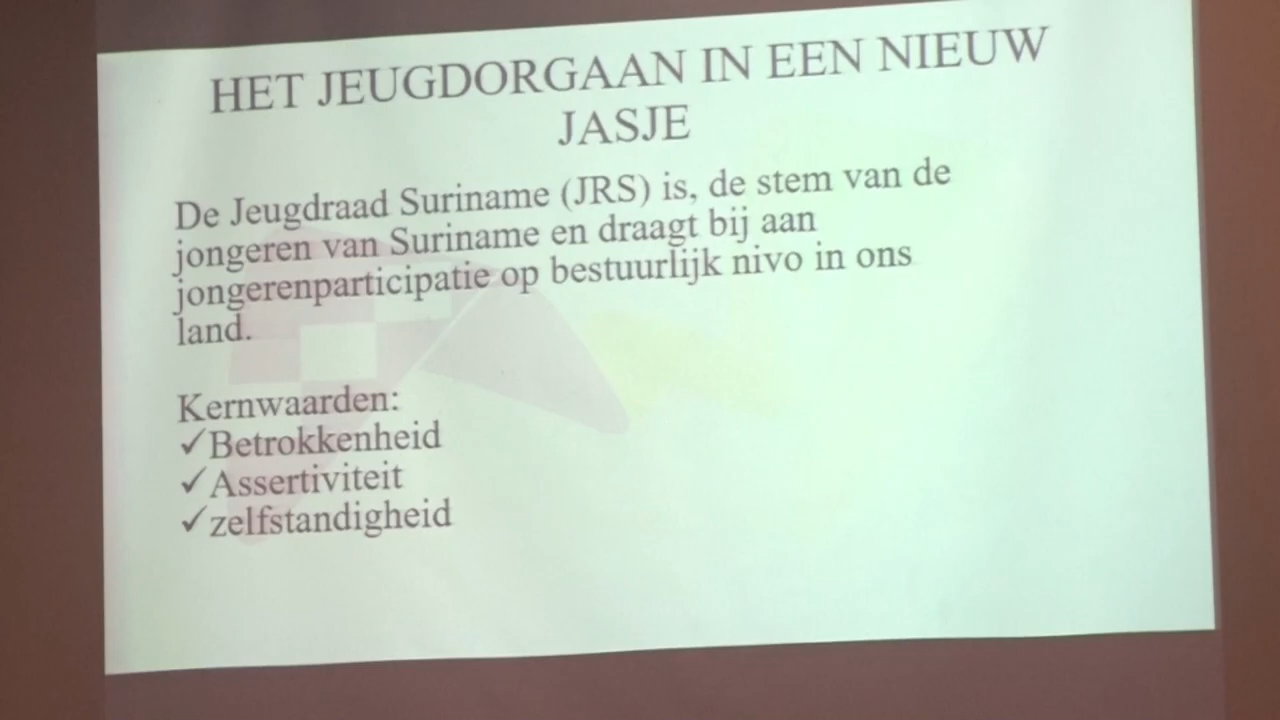 HET JEUGDORGAAN IN EEN NIEUW
JASJE
De Jeugdraad Suriname (JRS) is, de stem van de
jongeren van Suriname en draagt bij aan
jongerenparticipatie op bestuurlijk nivo in ons
land.
Kernwaarden:
✓Betrokkenheid
✓Assertiviteit
✓zelfstandigheid